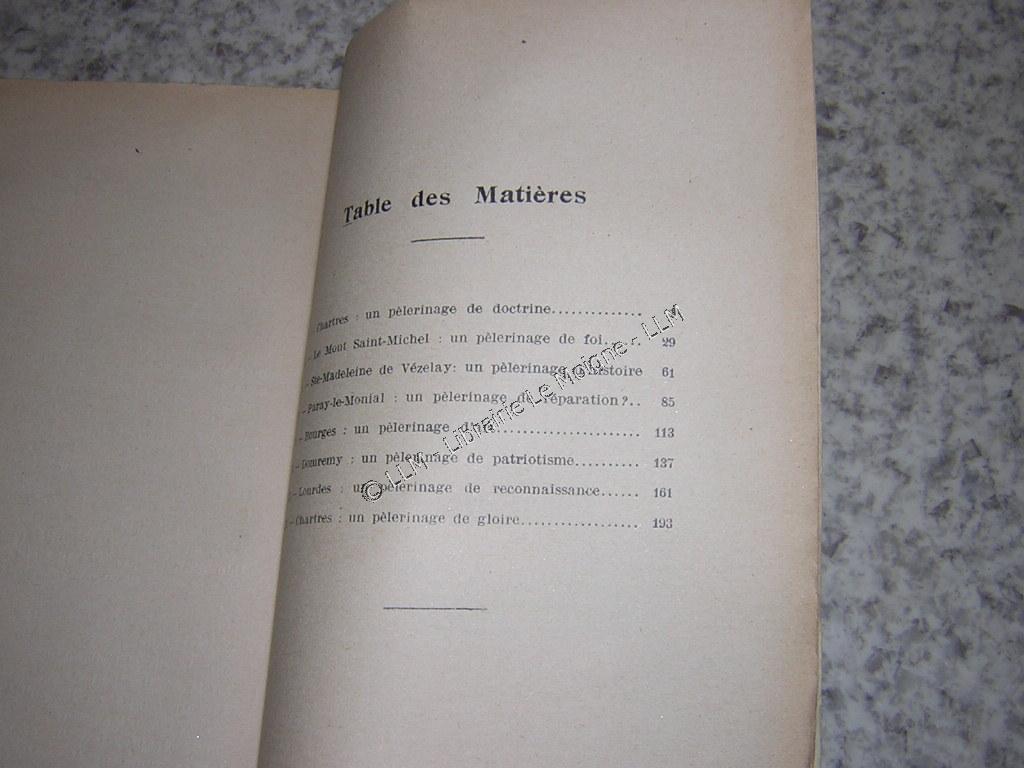 Table des Matières
Chartres : un pèlerinage de doctrine.............
- Le Mont Saint-Michel : un pèlerinage de foi.... 29
- Ste-Madeleine de Vézelay: un pèlerinage d'histoire 61
- Paray-le-Monial : un pèlerinage de réparation?.. 85
- Bourges : un pèlerinage ...................... 113
- Domremy : un pèlerinage de patriotisme.......... 137
- Lourdes : un pèlerinage de reconnaissance...... 161
- Chartres : un pèlerinage de gloire.................. 193
© LLM - Librairie Le Moigne - LLM